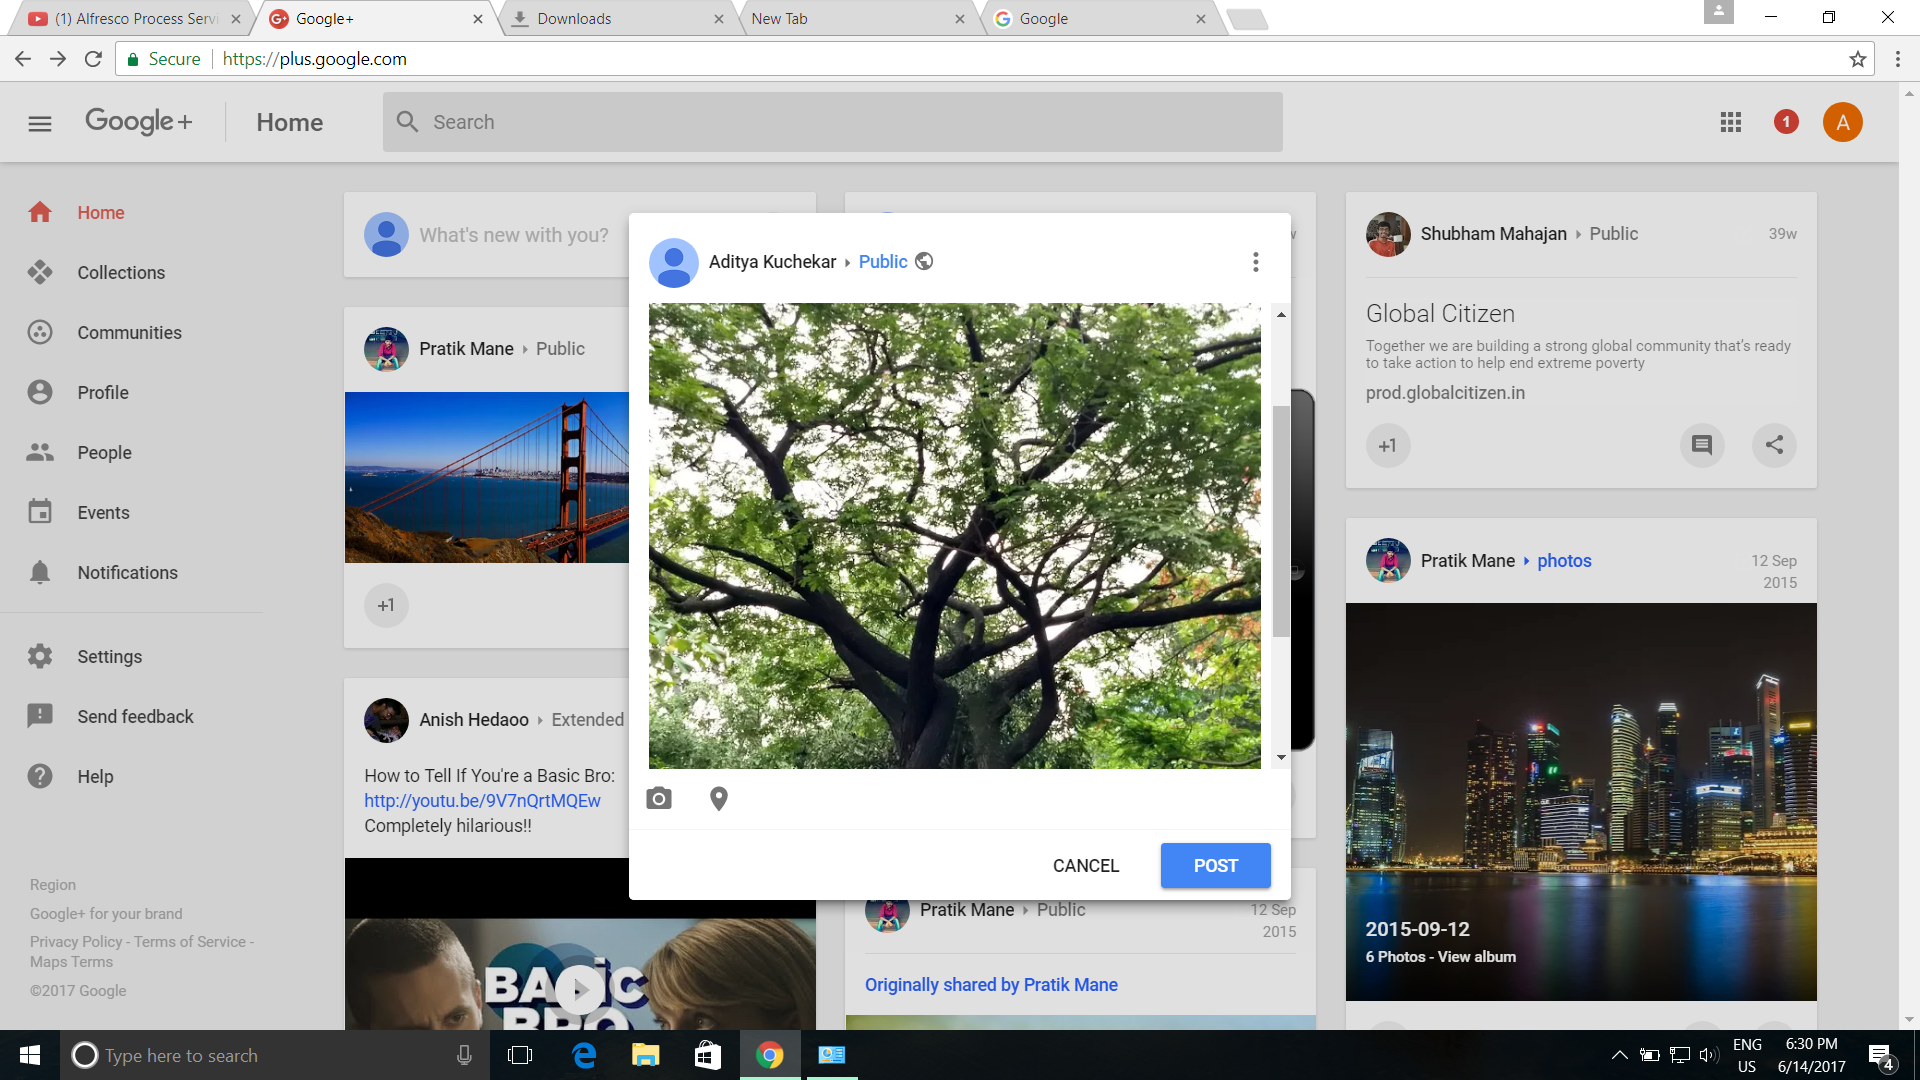 (1) Alfresco Process Servi
Google+
Downloads
New Tab
Google
Secure
https://plus.google.com
Google+
Home
Search
1
A
Home
Collections
Communities
Profile
People
Events
Notifications
Settings
Send feedback
Help
Region
Google+ for your brand
Privacy Policy - Terms of Service -
Maps Terms
©2017 Google
What's new with you?
Pratik Mane
Public
+1
Anish Hedaoo
Extended
How to Tell If You're a Basic Bro:
http://youtu.be/9V7nQrtMQEw
Completely hilarious!!
BASiC
BRO
Aditya Kuchekar
Public
CANCEL
POST
Pratik Mane
Public
12 Sep
2015
Originally shared by Pratik Mane
Shubham Mahajan
Public
39w
Global Citizen
Together we are building a strong global community that's ready
to take action to help end extreme poverty
prod.globalcitizen.in
+1
Pratik Mane
photos
12 Sep
2015
2015-09-12
6 Photos - View album
Type here to search
ENG
US
6:30 PM
6/14/2017
4